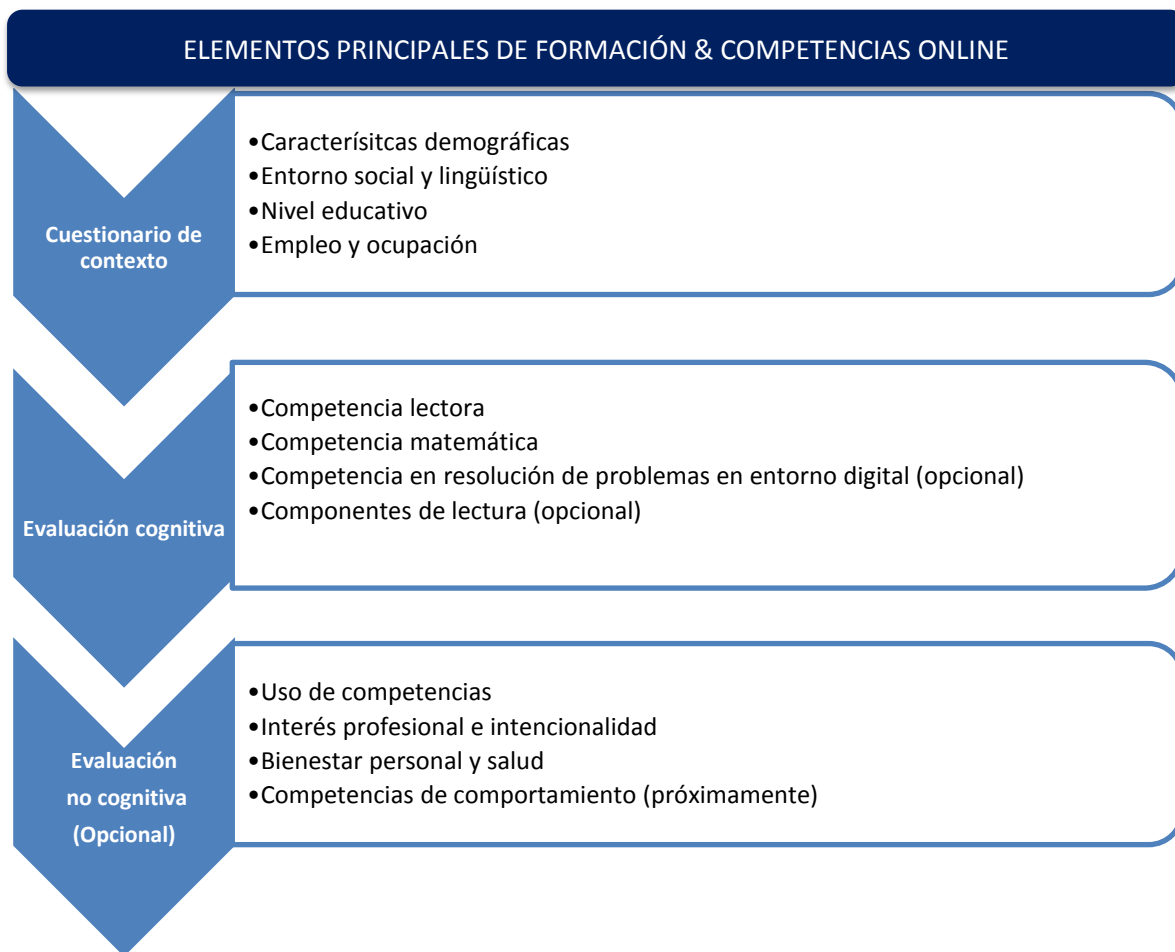 ELEMENTOS PRINCIPALES DE FORMACIÓN & COMPETENCIAS ONLINE
Cuestionario de
contexto
•Caracterísitcas demográficas
•Entorno social y lingüístico
•Nivel educativo
•Empleo y ocupación
Evaluación cognitiva
•Competencia lectora
•Competencia matemática
•Competencia en resolución de problemas en entorno digital (opcional)
•Componentes de lectura (opcional)
Evaluación
no cognitiva
(Opcional)
•Uso de competencias
•Interés profesional e intencionalidad
•Bienestar personal y salud
•Competencias de comportamiento (próximamente)